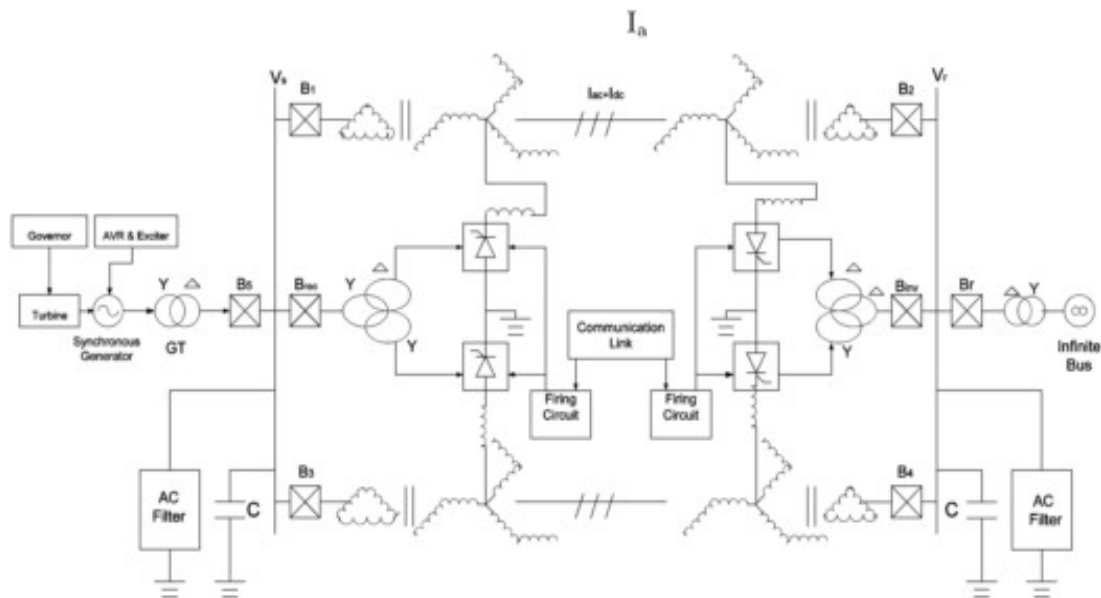 Iₐ
Vₛ
B₁
Iac+Idc
B₂
Vᵣ
Governor
AVR & Exciter
Y
Δ
B₅
Brec
Y
Δ
Turbine
Synchronous
Generator
GT
Y
Communication
Link
Firing
Circuit
Firing
Circuit
Δ
Δ
Y
Binv
Br
Δ
Y
Infinite
Bus
B₃
B₄
AC
Filter
C
C
AC
Filter